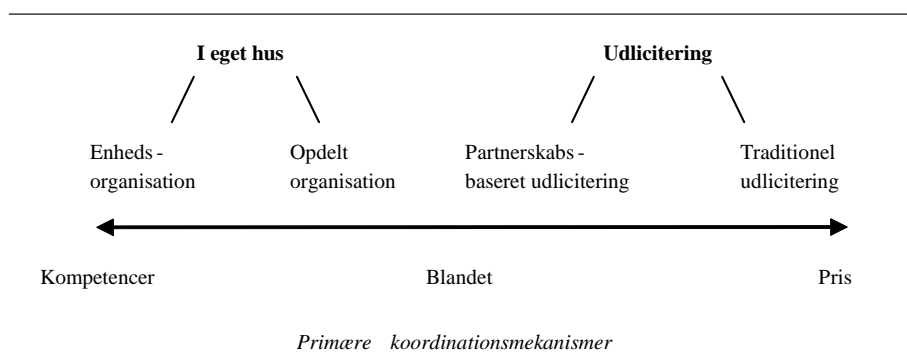 I eget hus Udlicitering
Enheds - Opdelt Partnerskabs - Traditionel
organisation organisation baseret udlicitering udlicitering
Kompetencer Blandet Pris
Primære koordinationsmekanismer